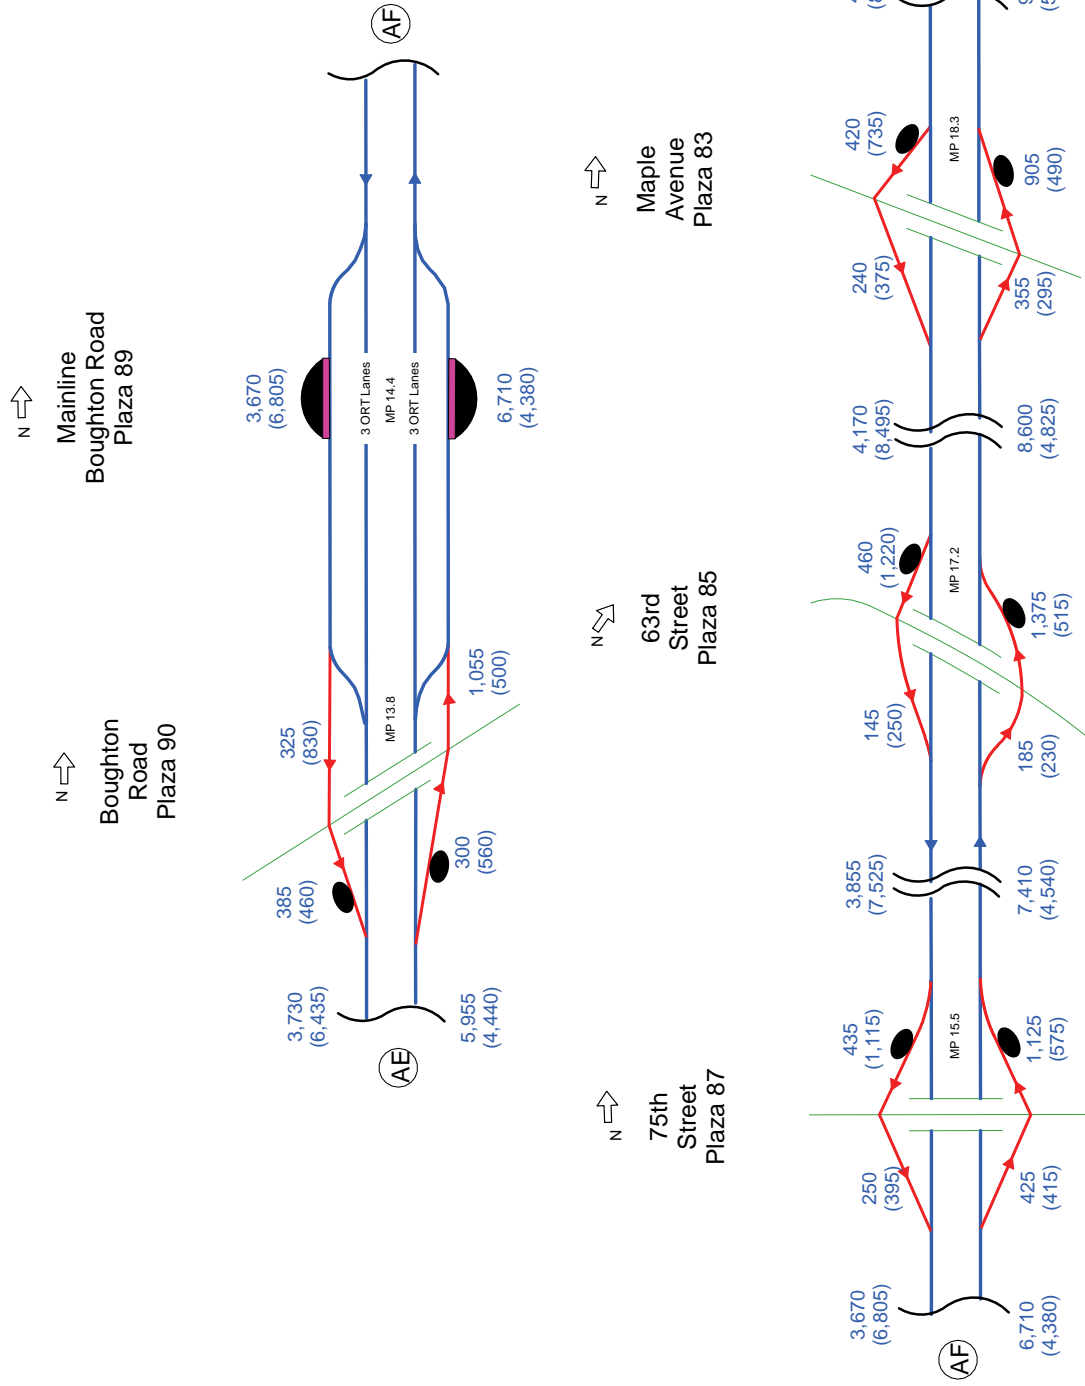 N
Mainline
Boughton Road
Plaza 89
N
Boughton
Road
Plaza 90
AE
3,730
(6,435)
5,955
(4,440)
385
(460)
300
(560)
325
(830)
1,055
(500)
MP 13.8
3,670
(6,805)
3 ORT Lanes
MP 14.4
3 ORT Lanes
6,710
(4,380)
AF
N
75th
Street
Plaza 87
N
63rd
Street
Plaza 85
N
Maple
Avenue
Plaza 83
AF
3,670
(6,805)
6,710
(4,380)
250
(395)
425
(415)
435
(1,115)
MP 15.5
1,125
(575)
3,855
(7,525)
7,410
(4,540)
145
(250)
185
(230)
460
(1,220)
MP 17.2
1,375
(515)
4,170
(8,495)
8,600
(4,825)
240
(375)
355
(295)
420
(735)
MP 18.3
905
(490)